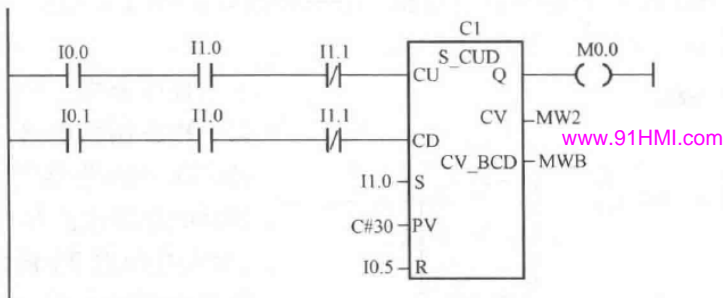 C1
I0.0 I1.0 I1.1 S_CUD M0.0
CU Q
I0.1 I1.0 I1.1 CV MW2
CD www.91HMI.com
CV_BCD MWB
I1.0 S
C#30 PV
I0.5 R